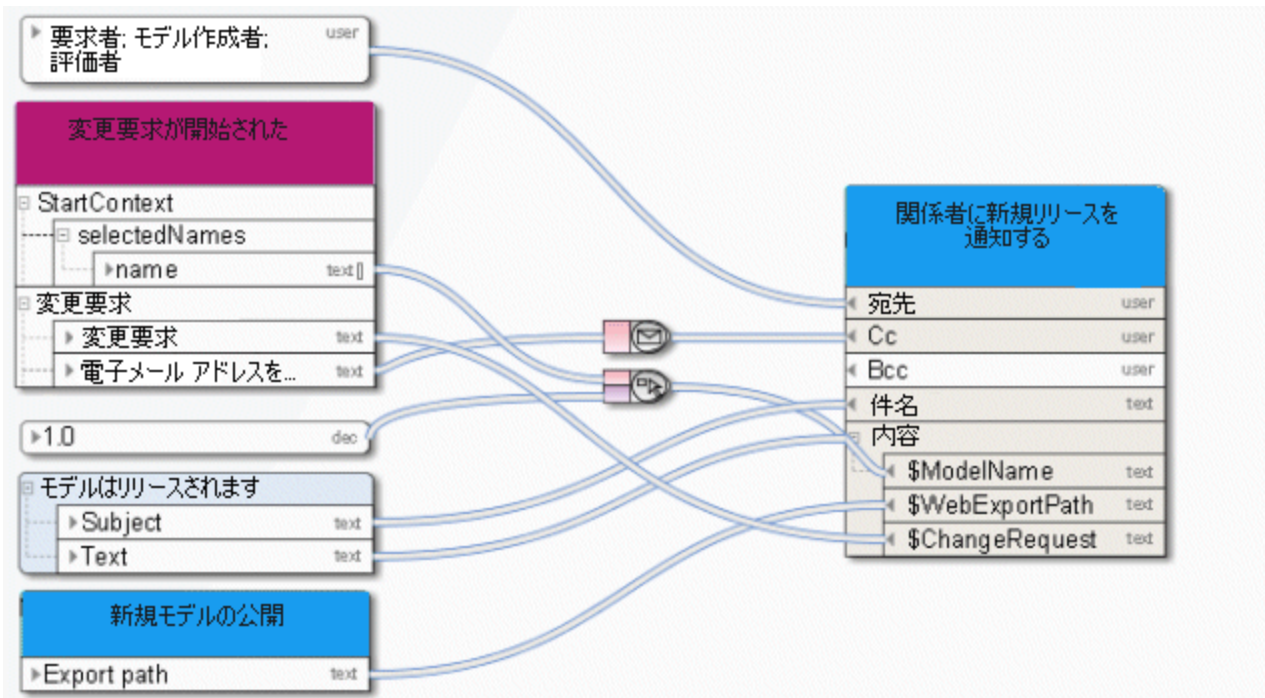 要求者; モデル作成者; user
評価者
変更要求が開始された
StartContext
selectedNames
name text[]
変更要求
変更要求 text
電子メール アドレスを... text
1.0 dec
モデルはリリースされます
Subject text
Text text
新規モデルの公開
Export path text
関係者に新規リリースを
通知する
宛先 user
Cc user
Bcc user
件名 text
内容
$ModelName text
$WebExportPath text
$ChangeRequest text